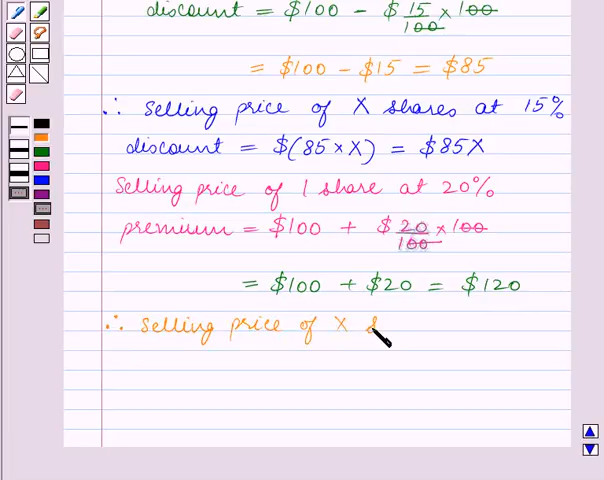 discount = $100 - $ 15/100 × 100
= $100 - $15 = $85
∴ Selling price of X shares at 15%
discount = $(85 × X) = $85X
Selling price of 1 share at 20%
premium = $100 + $ 20/100 × 100
= $100 + $20 = $120
∴ Selling price of X s